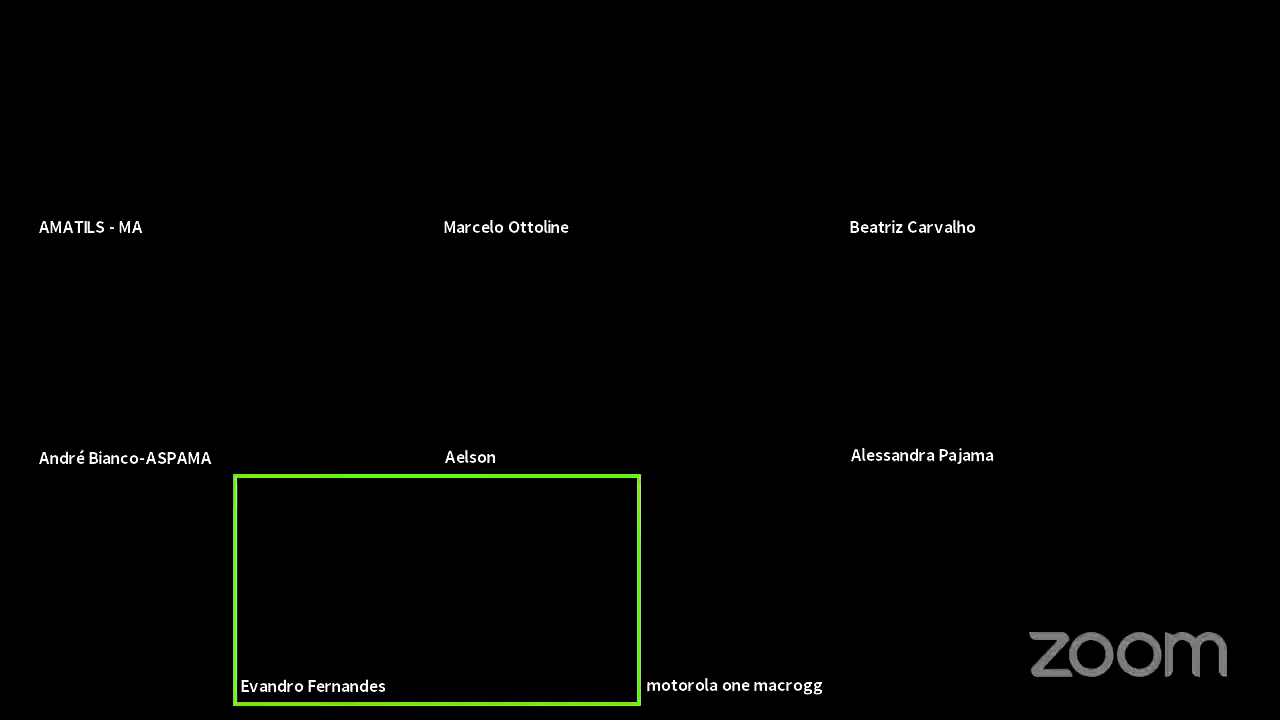 AMATILS - MA
Marcelo Ottoline
Beatriz Carvalho
André Bianco-ASPAMA
Aelson
Alessandra Pajama
Evandro Fernandes
motorola one macrogg
zoom